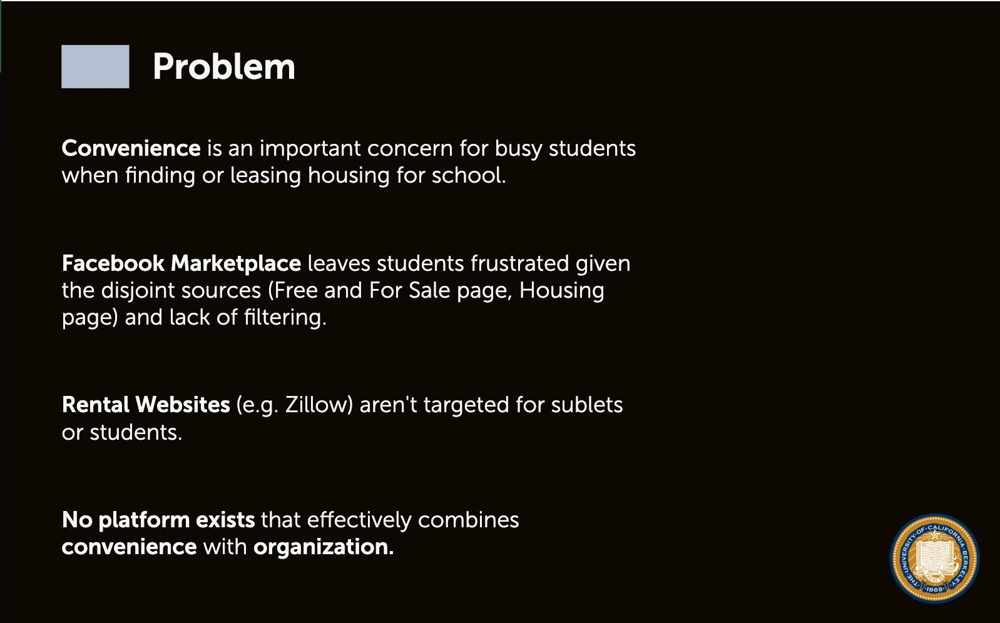 Problem
Convenience is an important concern for busy students
when finding or leasing housing for school.
Facebook Marketplace leaves students frustrated given
the disjoint sources (Free and For Sale page, Housing
page) and lack of filtering.
Rental Websites (e.g. Zillow) aren't targeted for sublets
or students.
No platform exists that effectively combines
convenience with organization.
THE·UNIVERSITY·OF·CALIFORNIA·BERKELEY·
LET THERE BE LIGHT
·1868·